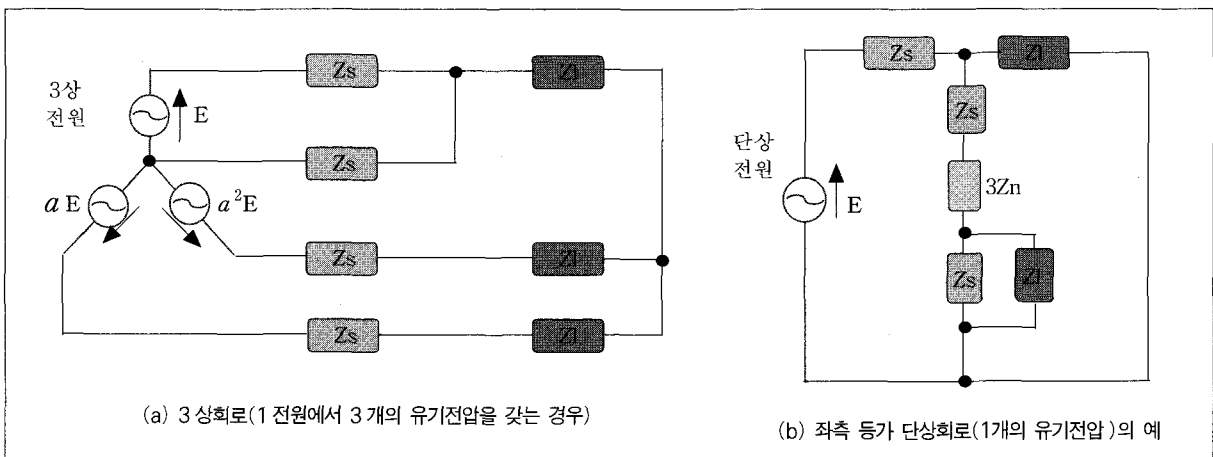 3상
전원
E
a E
a²E
Zs
Zl
Zs
Zs
Zl
Zs
Zl
(a) 3상회로(1 전원에서 3개의 유기전압을 갖는 경우)
단상
전원
E
Zs
Zl
Zs
3Zn
Zs
Zl
(b) 좌측 등가 단상회로(1개의 유기전압)의 예